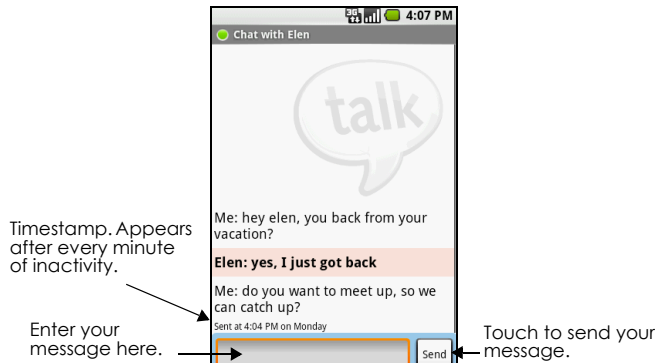 3G 4:07 PM
Chat with Elen
talk
Me: hey elen, you back from your
vacation?
Elen: yes, I just got back
Me: do you want to meet up, so we
can catch up?
Sent at 4:04 PM on Monday
Send
Timestamp. Appears
after every minute
of inactivity.
Enter your
message here.
Touch to send your
message.